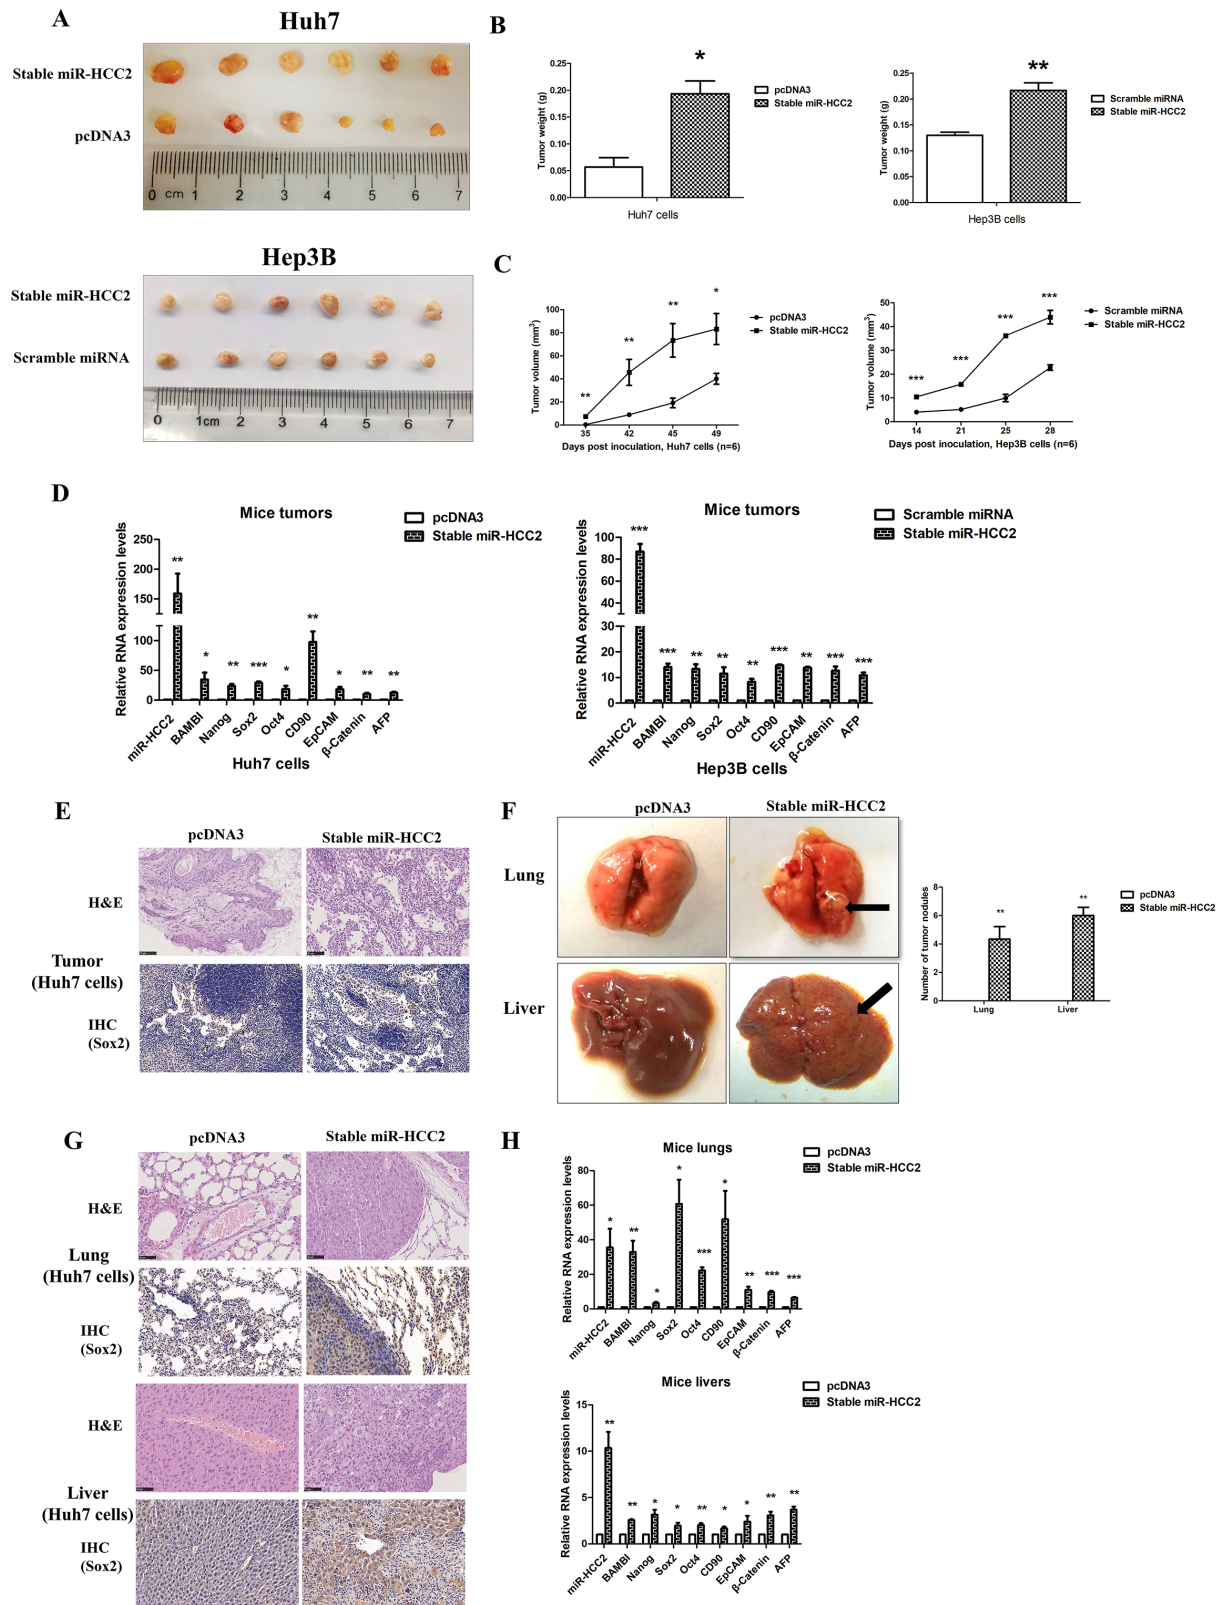 A
Huh7
Stable miR-HCC2
pcDNA3
0 cm 1 2 3 4 5 6 7
Hep3B
Stable miR-HCC2
Scramble miRNA
0 1cm 2 3 4 5 6 7
B
*
0.25
0.20
0.15
0.10
0.05
0.00
Tumor weight (g)
Huh7 cells
pcDNA3
Stable miR-HCC2
**
0.25
0.20
0.15
0.10
0.05
0.00
Tumor weight (g)
Hep3B cells
Scramble miRNA
Stable miR-HCC2
C
100
80
60
40
20
0
Tumor volume (mm³)
** ** ** *
35 42 45 49
Days post inoculation, Huh7 cells (n=6)
pcDNA3
Stable miR-HCC2
60
40
20
0
Tumor volume (mm³)
*** *** *** ***
14 21 25 28
Days post inoculation, Hep3B cells (n=6)
Scramble miRNA
Stable miR-HCC2
D
Mice tumors
pcDNA3
Stable miR-HCC2
Relative RNA expression levels
250
200
150
100
50
0
** * ** *** * ** * ** **
miR-HCC2 BAMBI Nanog Sox2 Oct4 CD90 EpCAM β-Catenin AFP
Huh7 cells
Mice tumors
Scramble miRNA
Stable miR-HCC2
Relative RNA expression levels
100
80
60
40
30
20
10
0
*** *** ** ** ** *** ** *** ***
miR-HCC2 BAMBI Nanog Sox2 Oct4 CD90 EpCAM β-Catenin AFP
Hep3B cells
E
pcDNA3
Stable miR-HCC2
H&E
Tumor
(Huh7 cells)
IHC
(Sox2)
F
pcDNA3
Stable miR-HCC2
Lung
Liver
Number of tumor nodules
8
6
4
2
0
** **
Lung Liver
pcDNA3
Stable miR-HCC2
G
pcDNA3
Stable miR-HCC2
H&E
Lung
(Huh7 cells)
IHC
(Sox2)
H&E
Liver
(Huh7 cells)
IHC
(Sox2)
H
Mice lungs
pcDNA3
Stable miR-HCC2
Relative RNA expression levels
80
60
40
20
0
* ** * * *** * ** *** ***
miR-HCC2 BAMBI Nanog Sox2 Oct4 CD90 EpCAM β-Catenin AFP
Mice livers
pcDNA3
Stable miR-HCC2
Relative RNA expression levels
15
10
5
0
** ** * * ** * * ** **
miR-HCC2 BAMBI Nanog Sox2 Oct4 CD90 EpCAM β-Catenin AFP